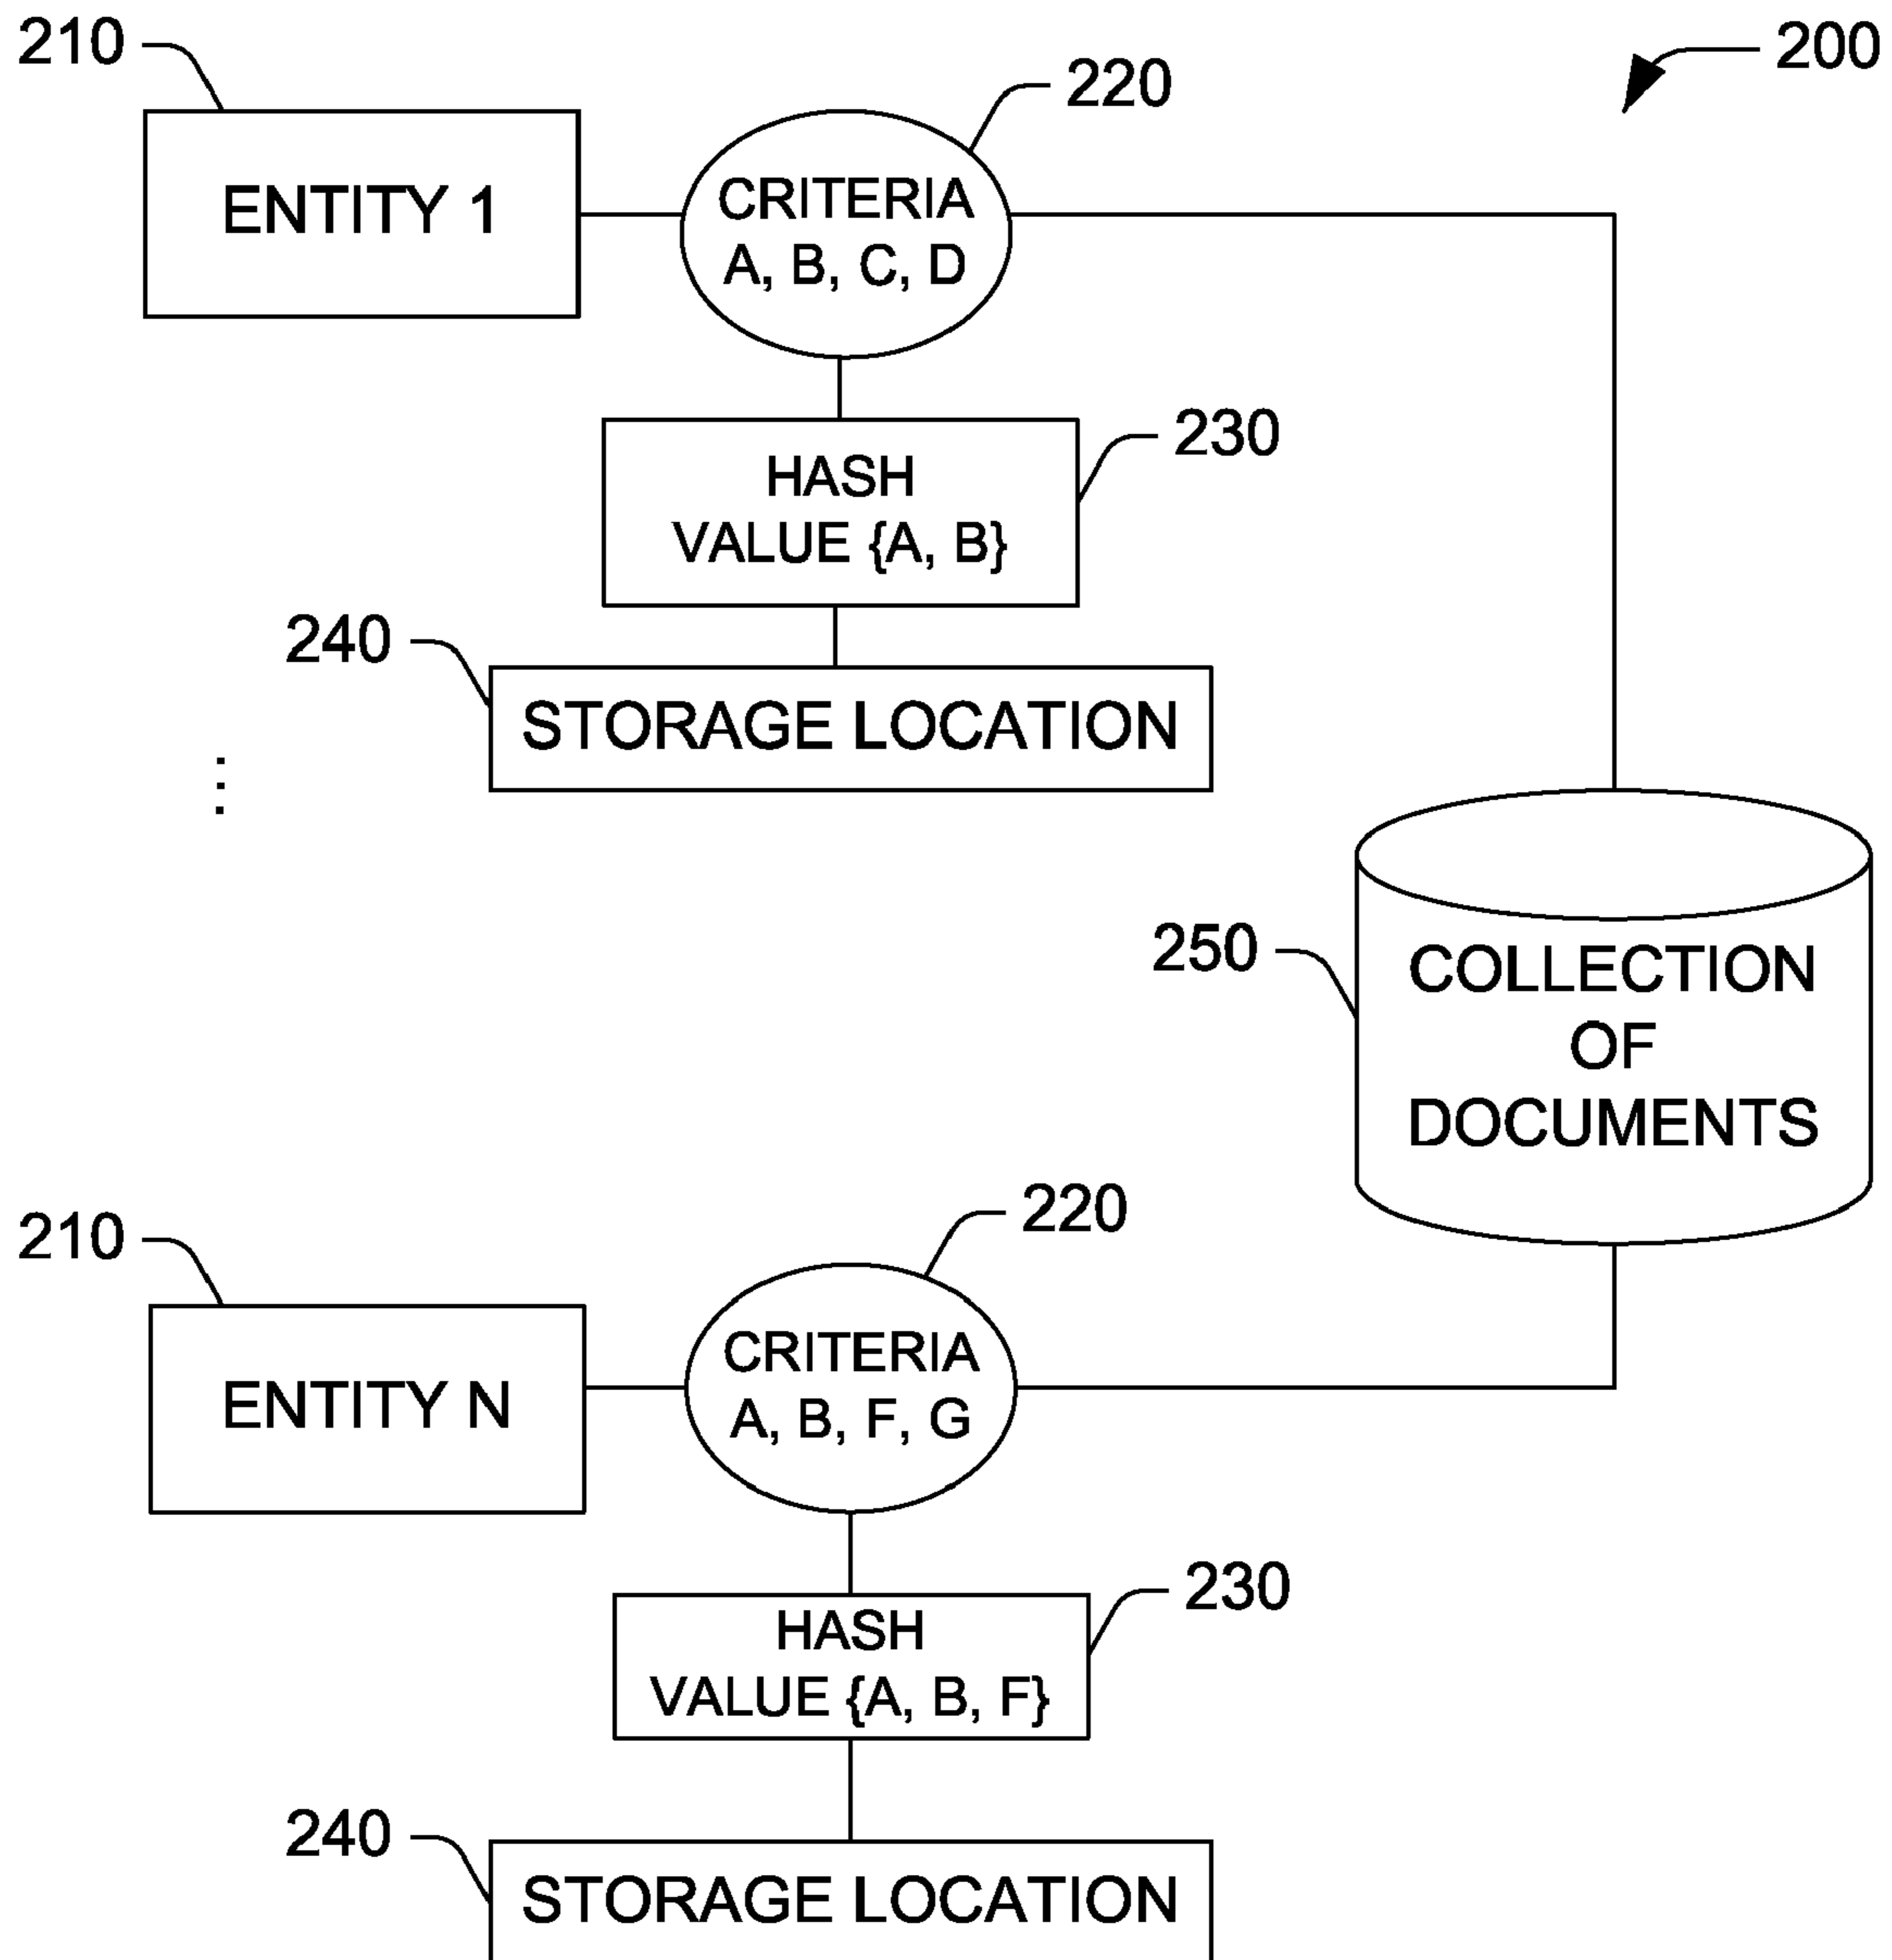 210
220
200
ENTITY 1
CRITERIA
A, B, C, D
230
HASH
VALUE {A, B}
240
STORAGE LOCATION
250
COLLECTION
OF
DOCUMENTS
210
220
ENTITY N
CRITERIA
A, B, F, G
230
HASH
VALUE {A, B, F}
240
STORAGE LOCATION